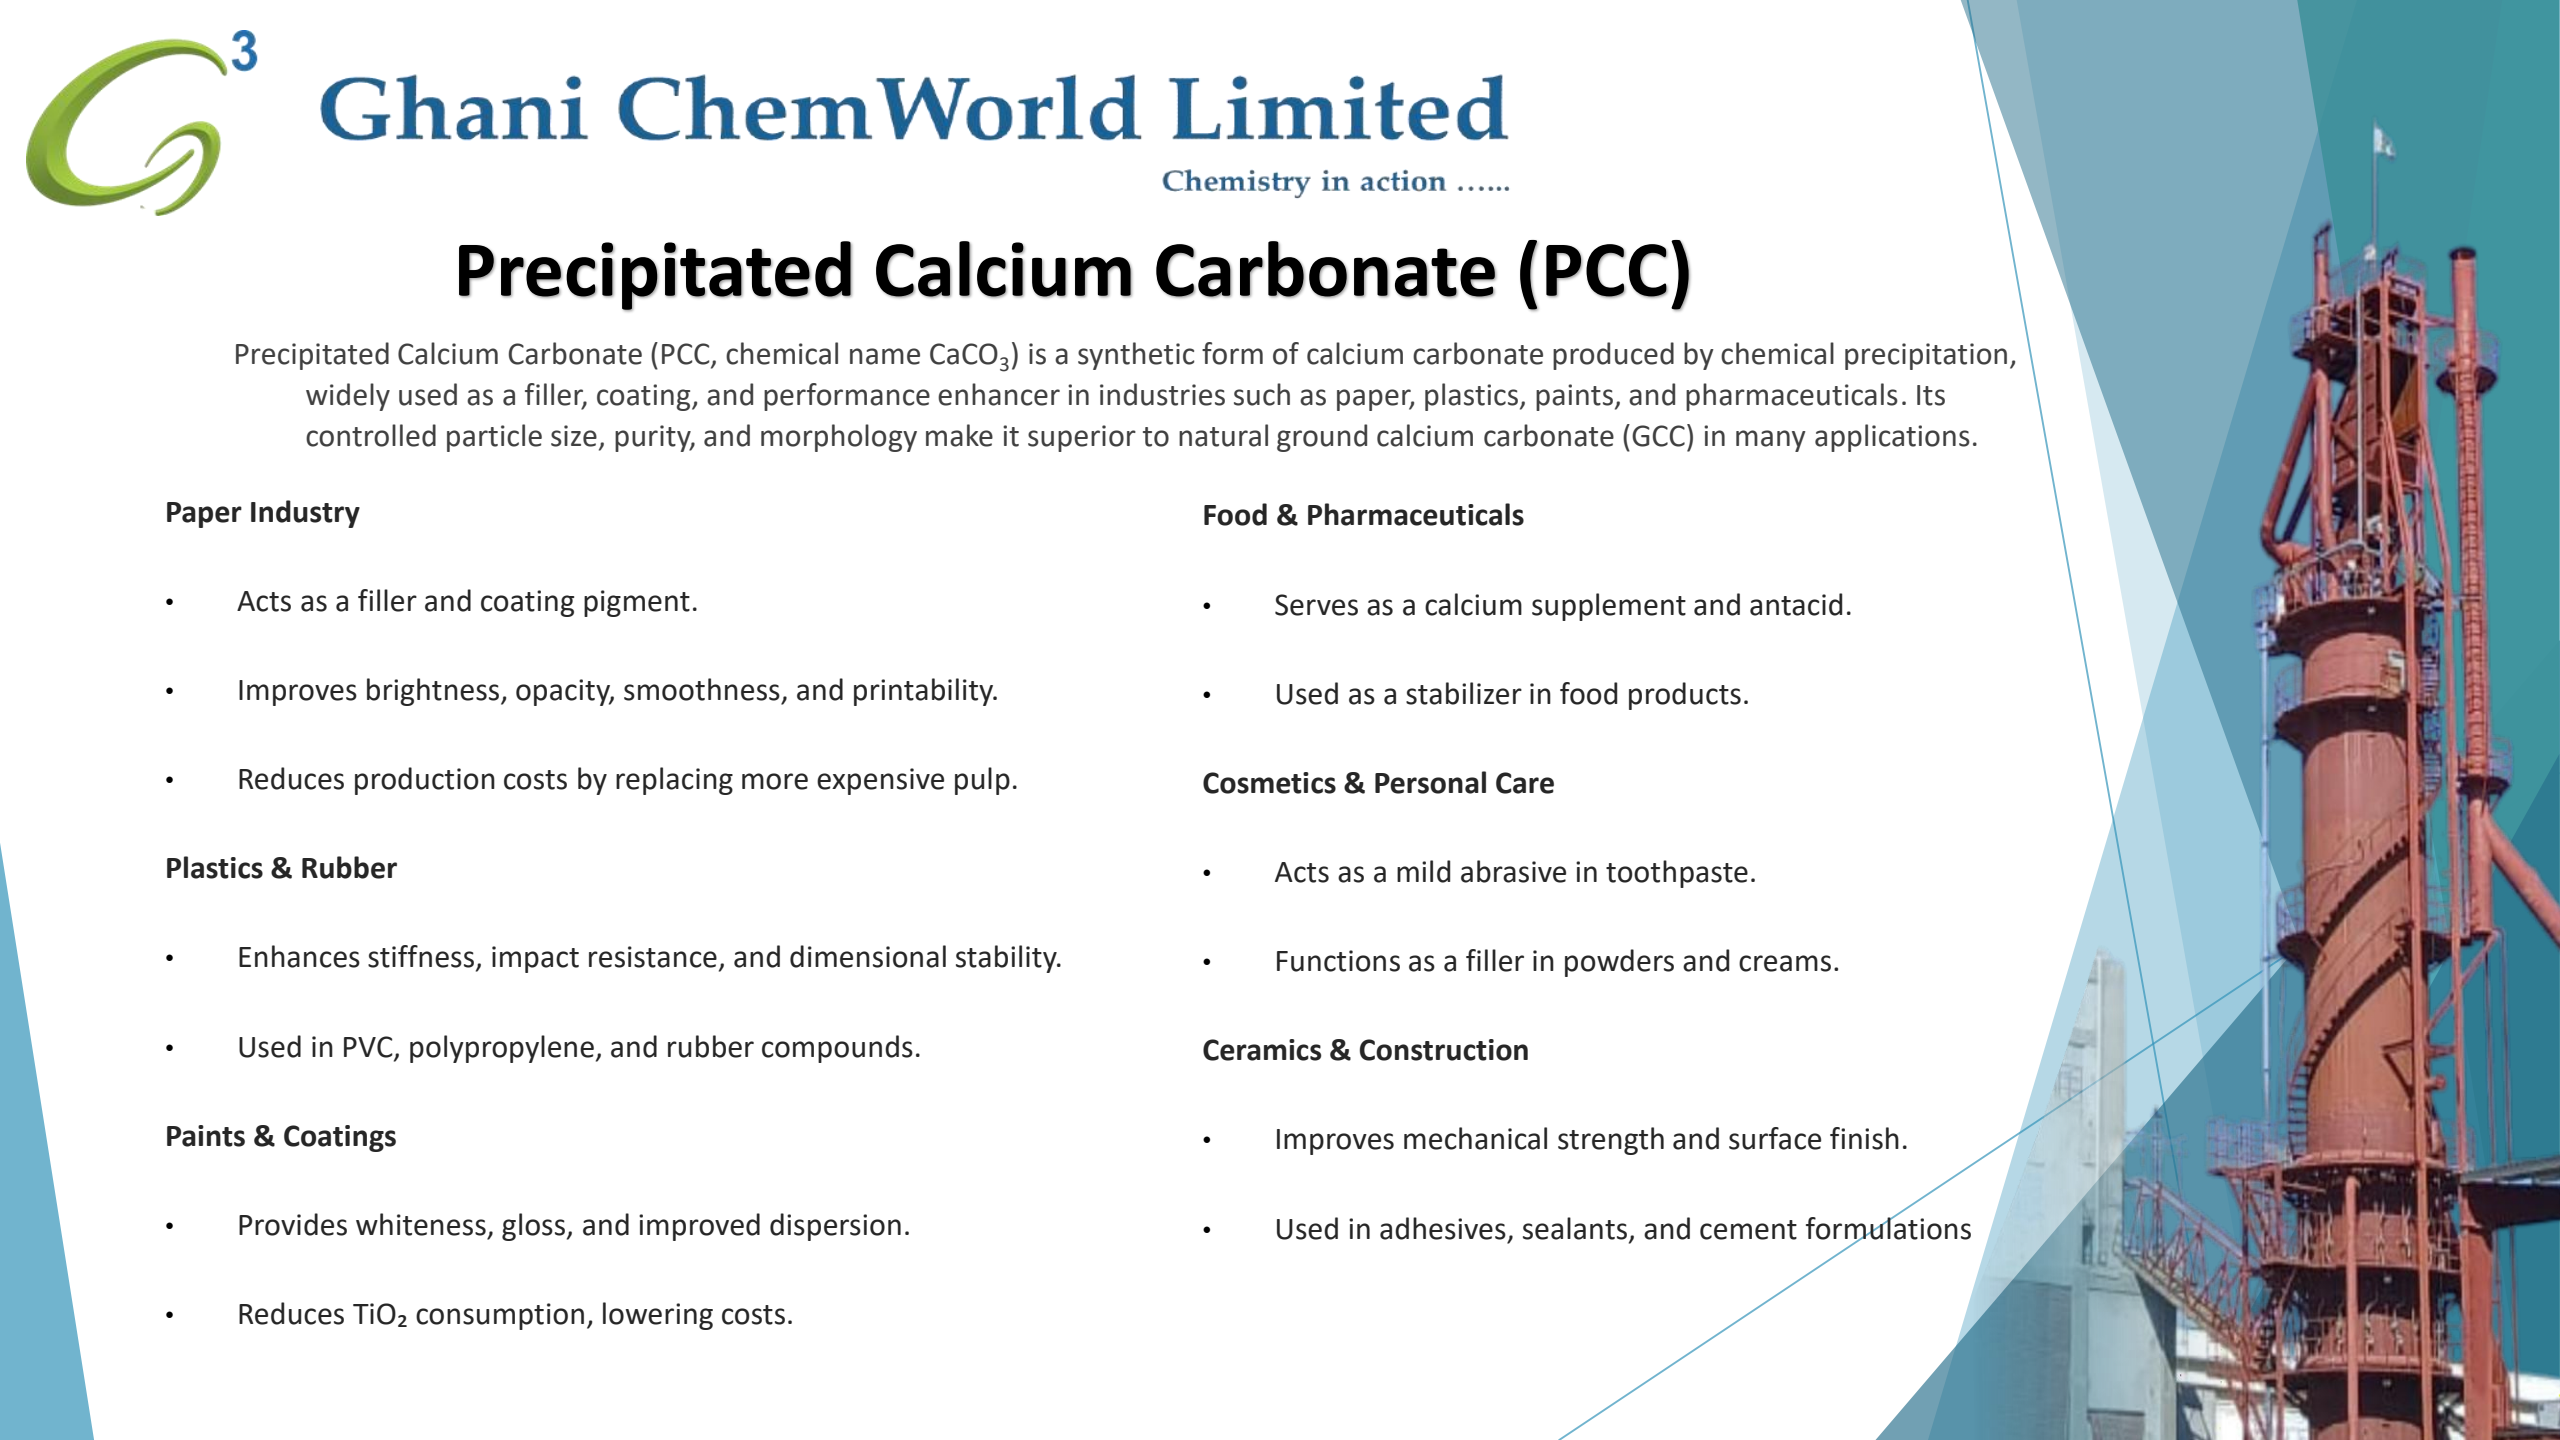 3
Ghani ChemWorld Limited
Chemistry in action …...
Precipitated Calcium Carbonate (PCC)
Precipitated Calcium Carbonate (PCC, chemical name CaCO₃) is a synthetic form of calcium carbonate produced by chemical precipitation,
widely used as a filler, coating, and performance enhancer in industries such as paper, plastics, paints, and pharmaceuticals. Its
controlled particle size, purity, and morphology make it superior to natural ground calcium carbonate (GCC) in many applications.
Paper Industry
• Acts as a filler and coating pigment.
• Improves brightness, opacity, smoothness, and printability.
• Reduces production costs by replacing more expensive pulp.
Plastics & Rubber
• Enhances stiffness, impact resistance, and dimensional stability.
• Used in PVC, polypropylene, and rubber compounds.
Paints & Coatings
• Provides whiteness, gloss, and improved dispersion.
• Reduces TiO₂ consumption, lowering costs.
Food & Pharmaceuticals
• Serves as a calcium supplement and antacid.
• Used as a stabilizer in food products.
Cosmetics & Personal Care
• Acts as a mild abrasive in toothpaste.
• Functions as a filler in powders and creams.
Ceramics & Construction
• Improves mechanical strength and surface finish.
• Used in adhesives, sealants, and cement formulations